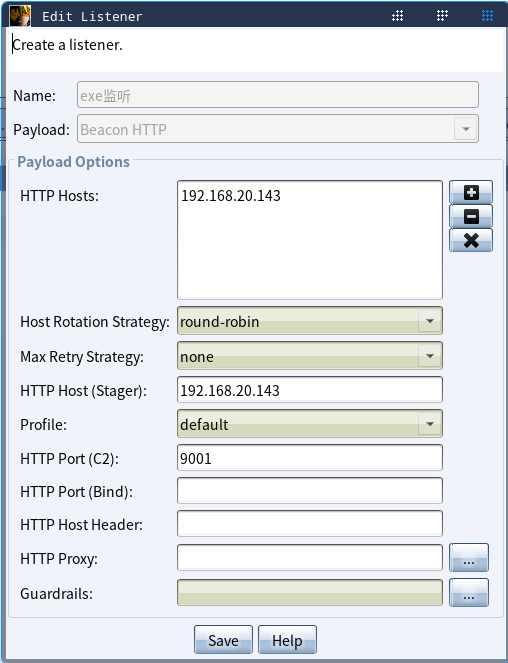 Edit Listener
Create a listener.
Name: exe监听
Payload: Beacon HTTP
Payload Options
HTTP Hosts: 192.168.20.143
Host Rotation Strategy: round-robin
Max Retry Strategy: none
HTTP Host (Stager): 192.168.20.143
Profile: default
HTTP Port (C2): 9001
HTTP Port (Bind):
HTTP Host Header:
HTTP Proxy: ...
Guardrails: ...
Save Help